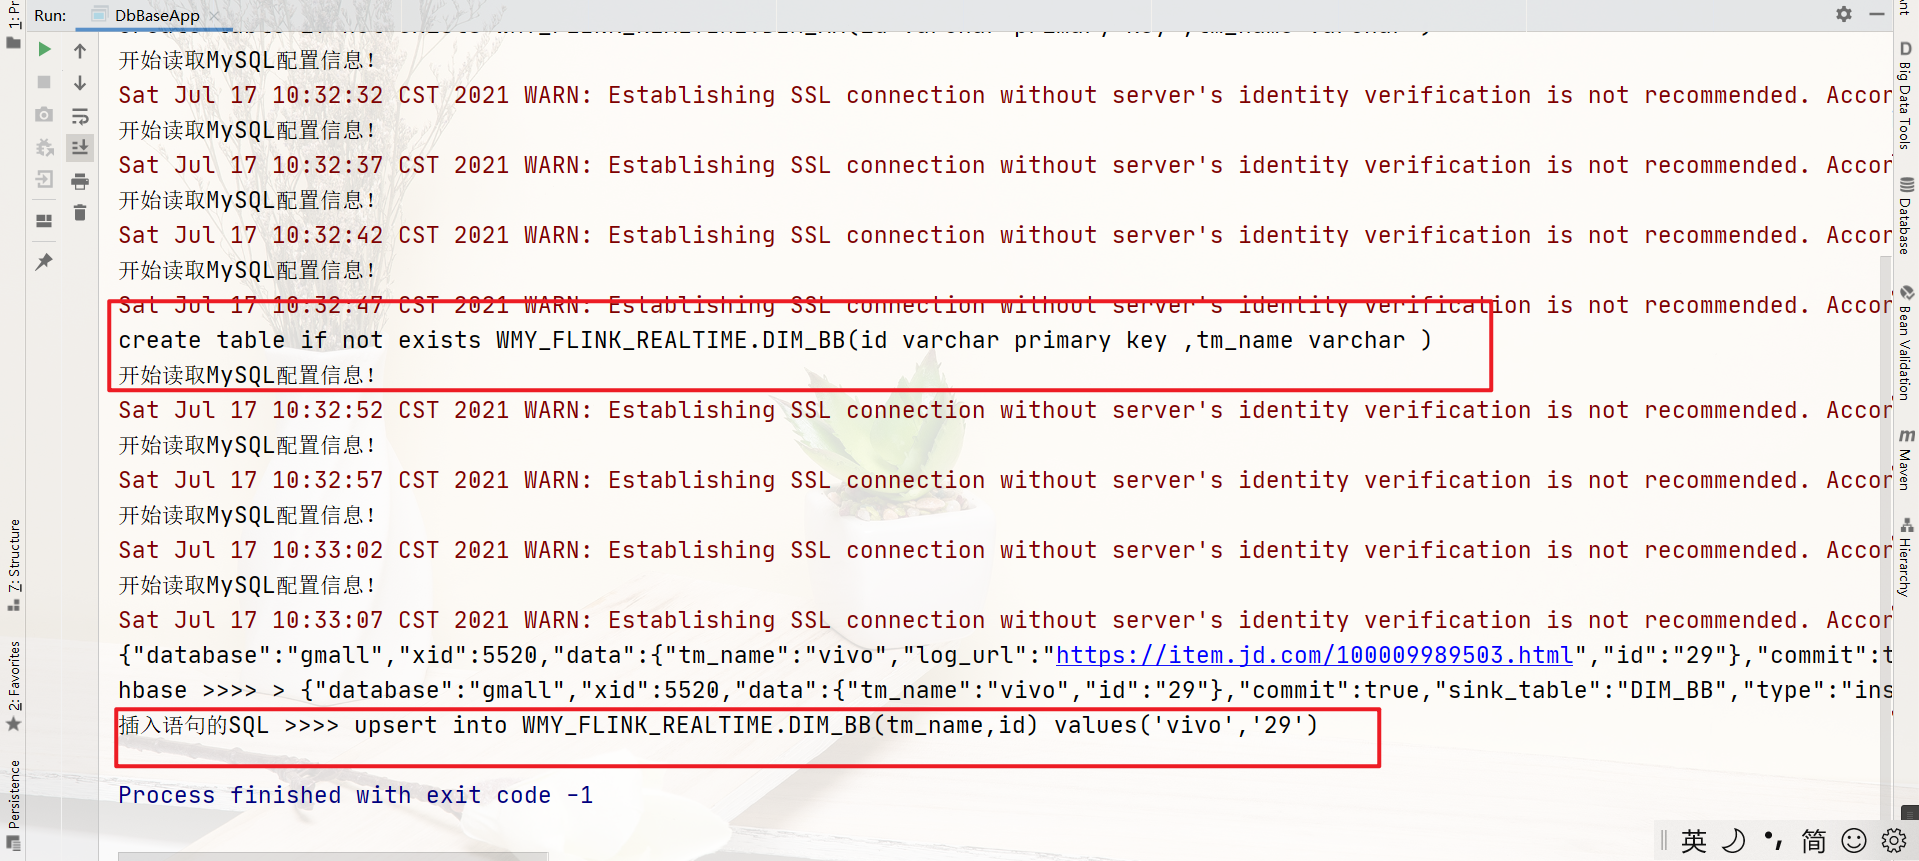 Run: DbBaseApp
开始读取MySQL配置信息！
Sat Jul 17 10:32:32 CST 2021 WARN: Establishing SSL connection without server's identity verification is not recommended. Accor
开始读取MySQL配置信息！
Sat Jul 17 10:32:37 CST 2021 WARN: Establishing SSL connection without server's identity verification is not recommended. Accor
开始读取MySQL配置信息！
Sat Jul 17 10:32:42 CST 2021 WARN: Establishing SSL connection without server's identity verification is not recommended. Accor
开始读取MySQL配置信息！
Sat Jul 17 10:32:47 CST 2021 WARN: Establishing SSL connection without server's identity verification is not recommended. Accor
create table if not exists WMY_FLINK_REALTIME.DIM_BB(id varchar primary key ,tm_name varchar )
开始读取MySQL配置信息！
Sat Jul 17 10:32:52 CST 2021 WARN: Establishing SSL connection without server's identity verification is not recommended. Accor
开始读取MySQL配置信息！
Sat Jul 17 10:32:57 CST 2021 WARN: Establishing SSL connection without server's identity verification is not recommended. Accor
开始读取MySQL配置信息！
Sat Jul 17 10:33:02 CST 2021 WARN: Establishing SSL connection without server's identity verification is not recommended. Accor
开始读取MySQL配置信息！
Sat Jul 17 10:33:07 CST 2021 WARN: Establishing SSL connection without server's identity verification is not recommended. Accor
{"database":"gmall","xid":5520,"data":{"tm_name":"vivo","log_url":"https://item.jd.com/100009989503.html","id":"29"},"commit":t
hbase >>>> > {"database":"gmall","xid":5520,"data":{"tm_name":"vivo","id":"29"},"commit":true,"sink_table":"DIM_BB","type":"ins
插入语句的SQL >>>> upsert into WMY_FLINK_REALTIME.DIM_BB(tm_name,id) values('vivo','29')
Process finished with exit code -1
1: Pr
7: Structure
2: Favorites
Persistence
Ant
Big Data Tools
Database
Bean Validation
Maven
Hierarchy
英 简